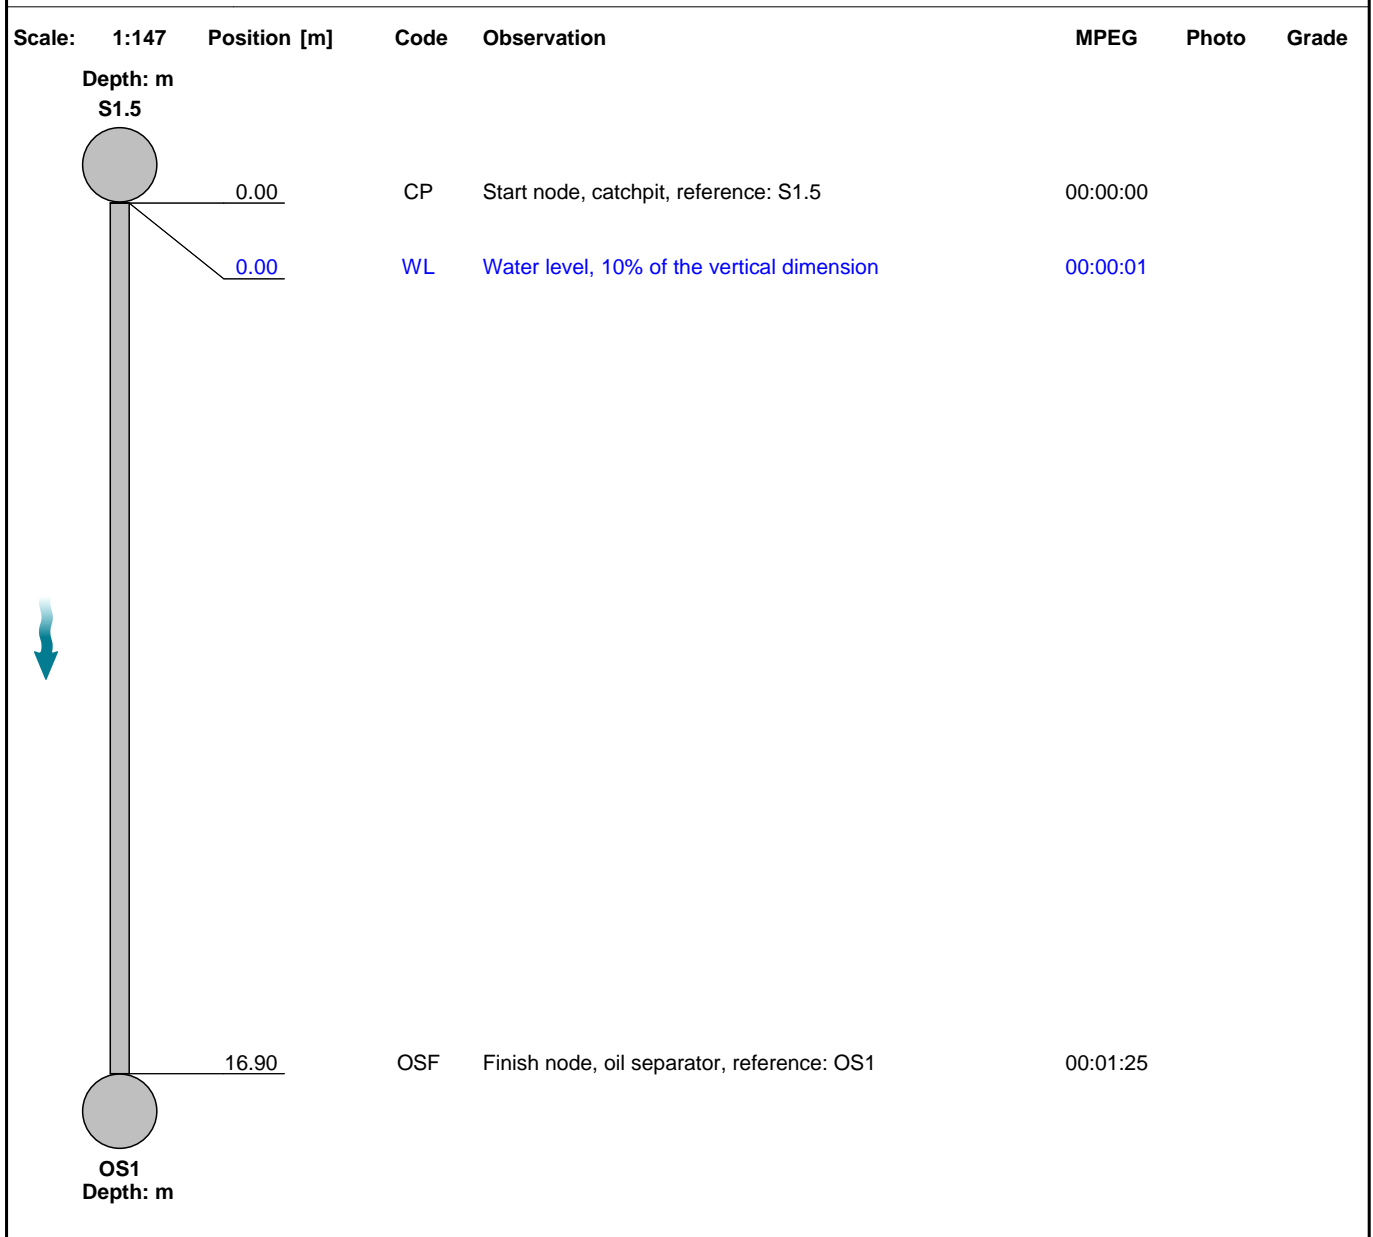 Scale: 1:147 Position [m] Code Observation MPEG Photo Grade
Depth: m
S1.5
0.00 CP Start node, catchpit, reference: S1.5 00:00:00
0.00 WL Water level, 10% of the vertical dimension 00:00:01
16.90 OSF Finish node, oil separator, reference: OS1 00:01:25
OS1
Depth: m